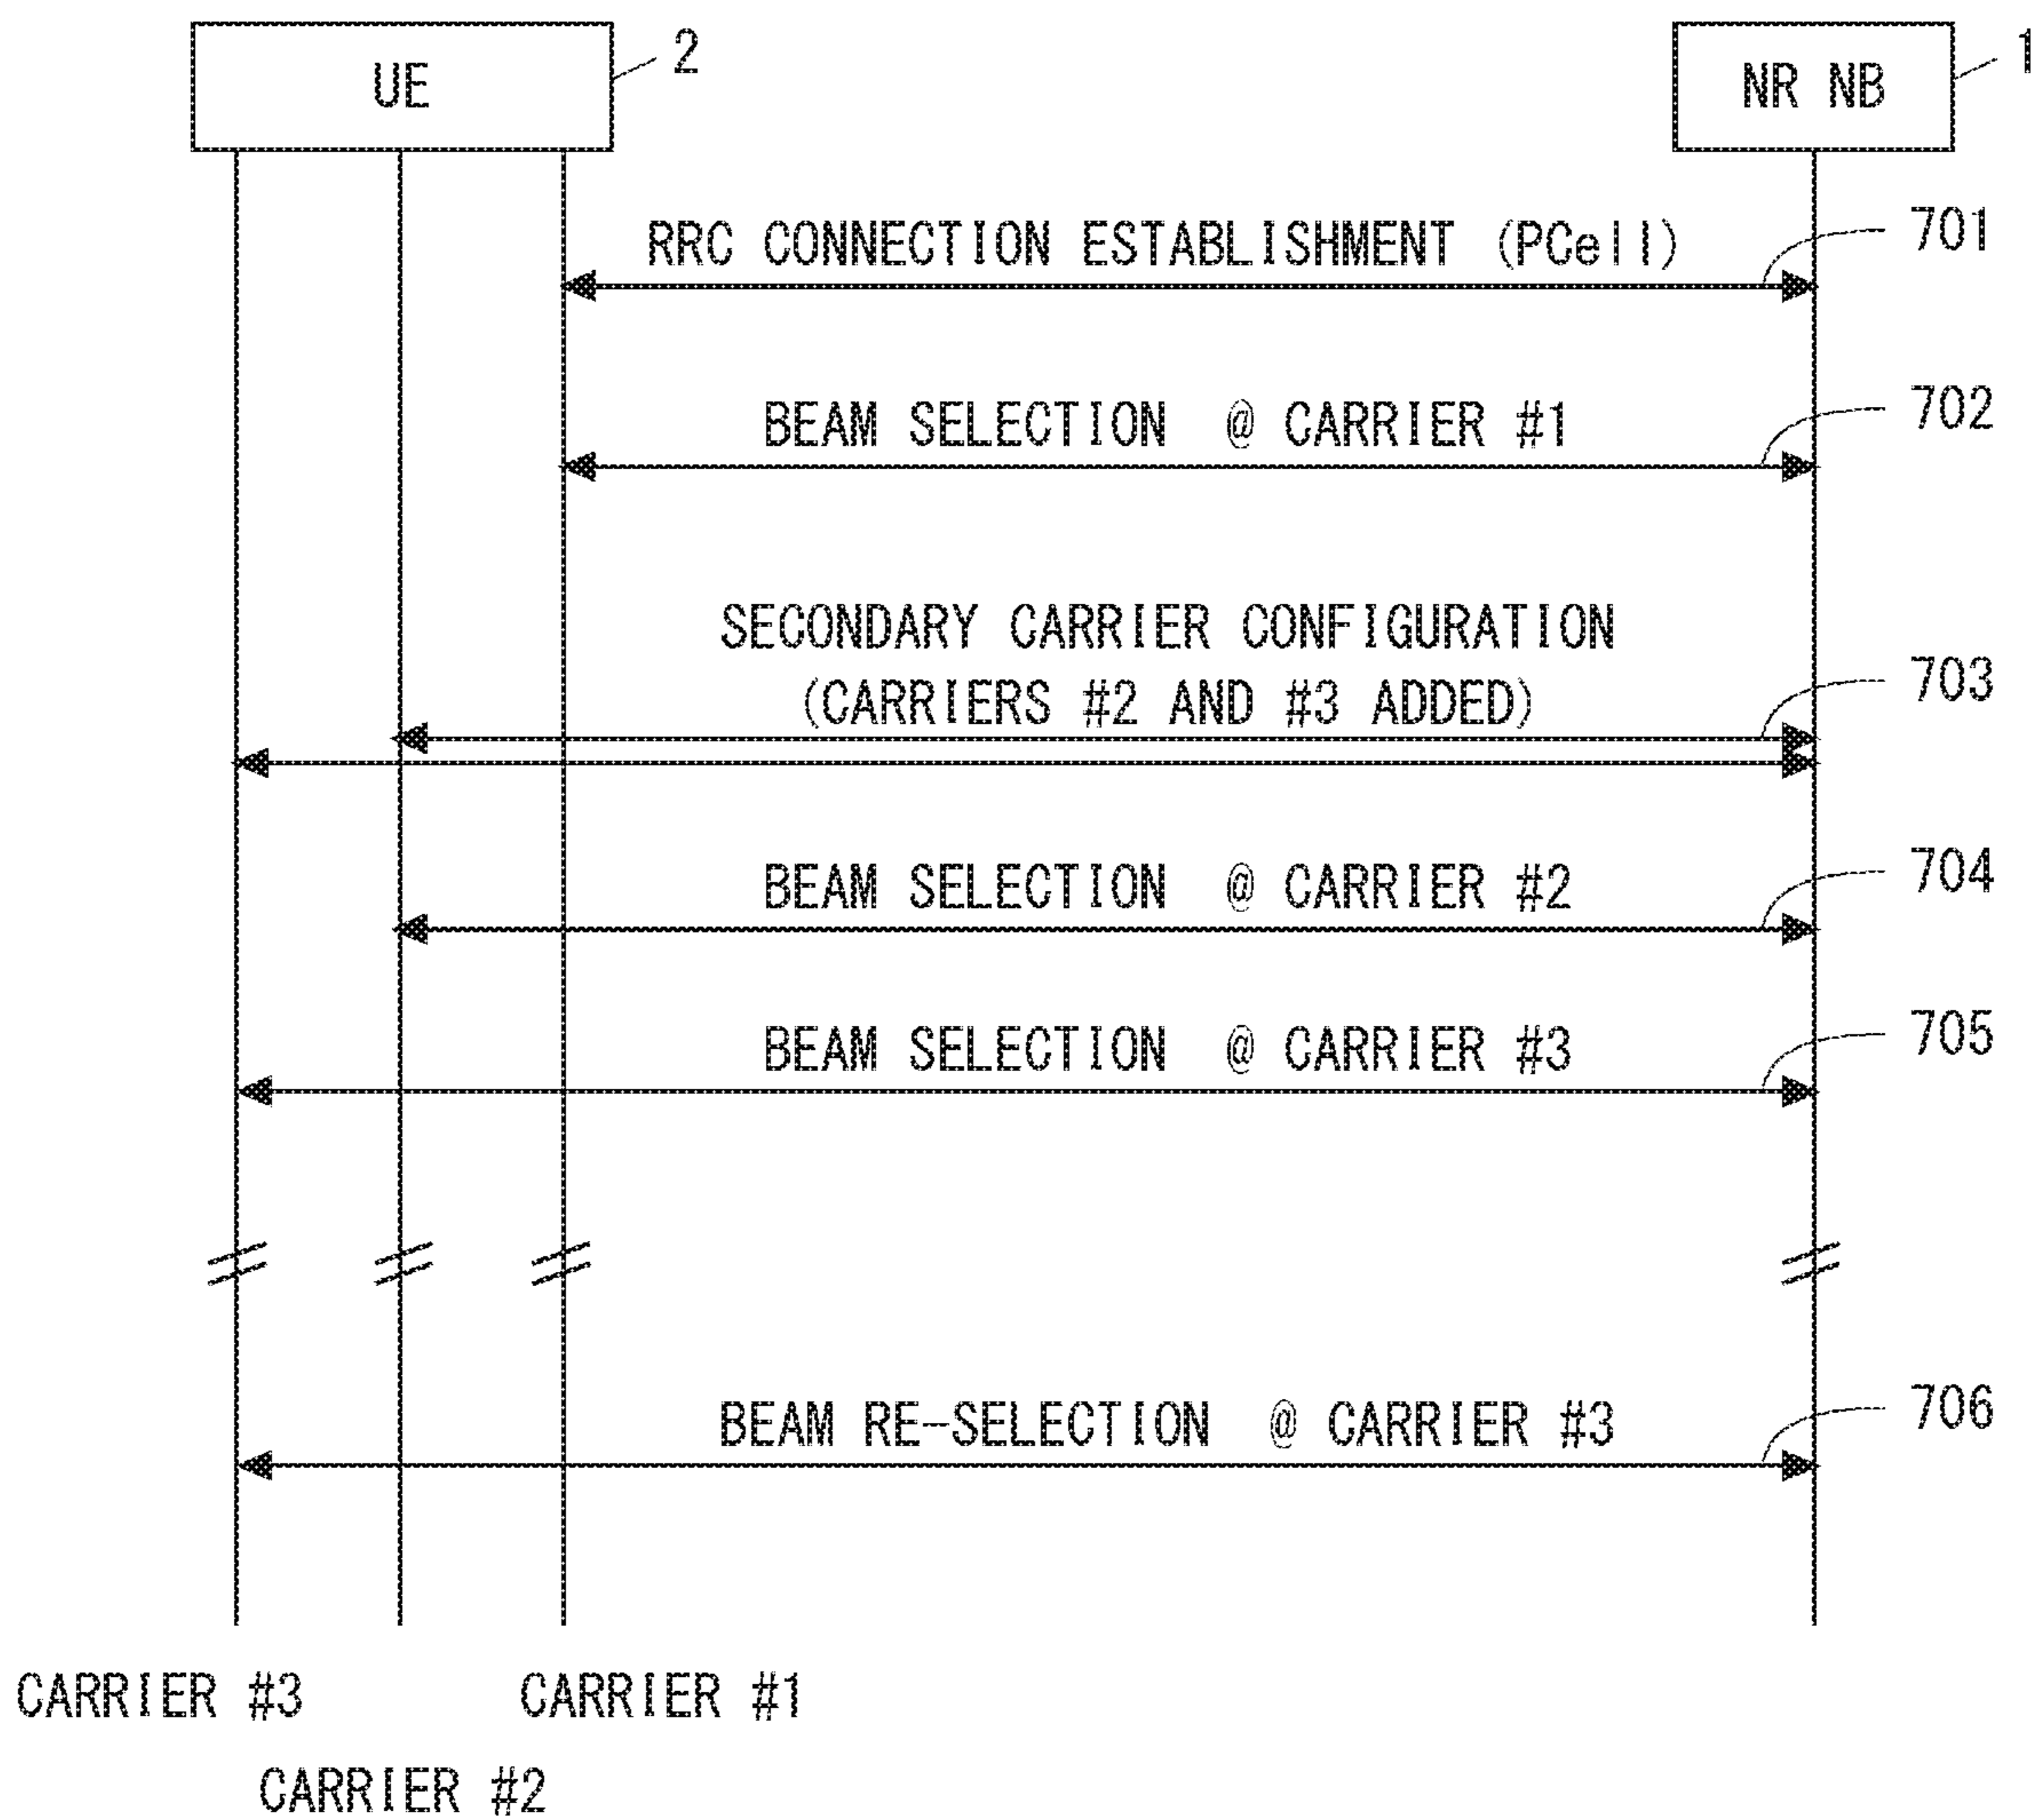 UE
2
NR NB
1
RRC CONNECTION ESTABLISHMENT (PCell)
701
BEAM SELECTION @ CARRIER #1
702
SECONDARY CARRIER CONFIGURATION
(CARRIERS #2 AND #3 ADDED)
703
BEAM SELECTION @ CARRIER #2
704
BEAM SELECTION @ CARRIER #3
705
BEAM RE-SELECTION @ CARRIER #3
706
CARRIER #3
CARRIER #1
CARRIER #2